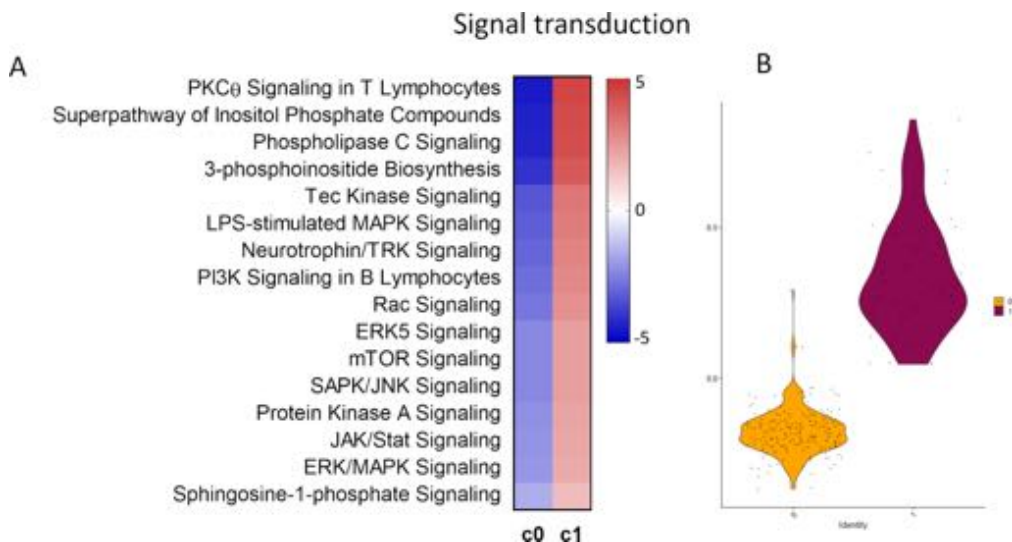 Signal transduction
A
PKCθ Signaling in T Lymphocytes
Superpathway of Inositol Phosphate Compounds
Phospholipase C Signaling
3-phosphoinositide Biosynthesis
Tec Kinase Signaling
LPS-stimulated MAPK Signaling
Neurotrophin/TRK Signaling
PI3K Signaling in B Lymphocytes
Rac Signaling
ERK5 Signaling
mTOR Signaling
SAPK/JNK Signaling
Protein Kinase A Signaling
JAK/Stat Signaling
ERK/MAPK Signaling
Sphingosine-1-phosphate Signaling
c0 c1
5
0
-5
B
Identity
0
1